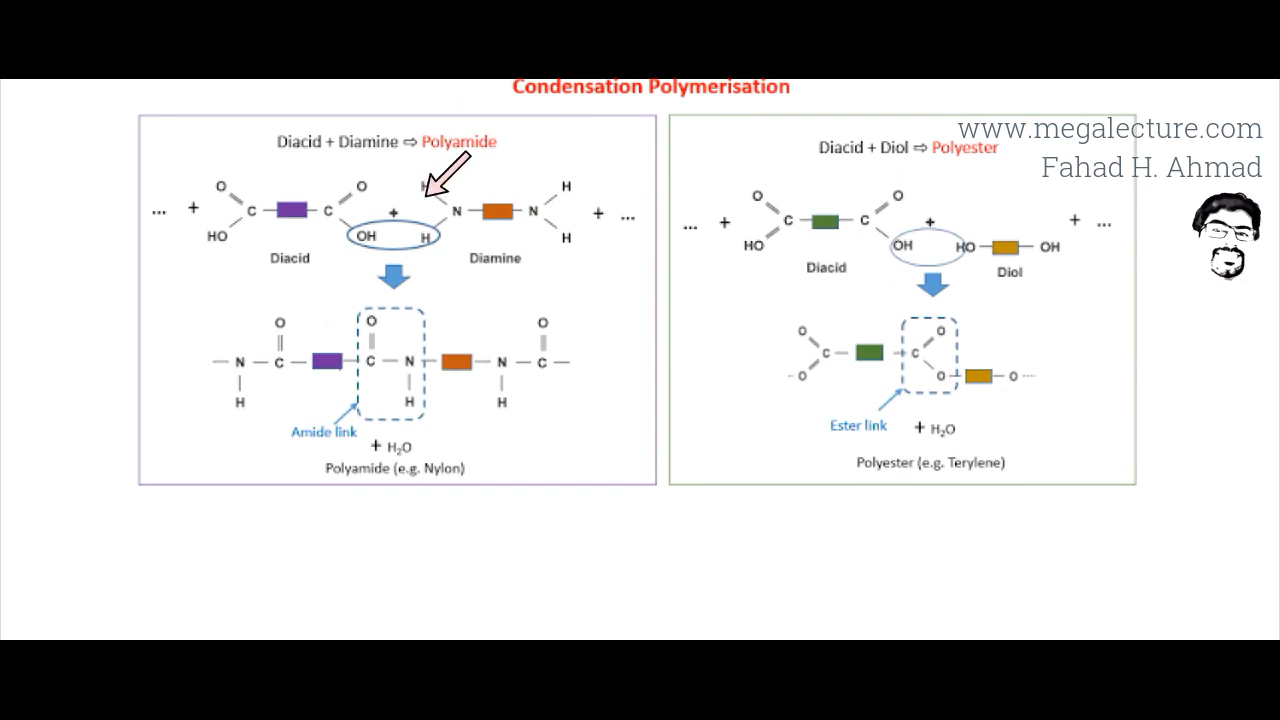 Condensation Polymerisation
www.megalecture.com
Fahad H. Ahmad
Diacid + Diamine ⇨ Polyamide
O O H H
... + C C + N N + ...
HO OH H H
Diacid Diamine
O O O
N C C N N C
H H H
Amide link
+ H₂O
Polyamide (e.g. Nylon)
Diacid + Diol ⇨ Polyester
O O
... + C C + + ...
HO OH HO OH
Diacid Diol
O O
C C
O O O
Ester link + H₂O
Polyester (e.g. Terylene)